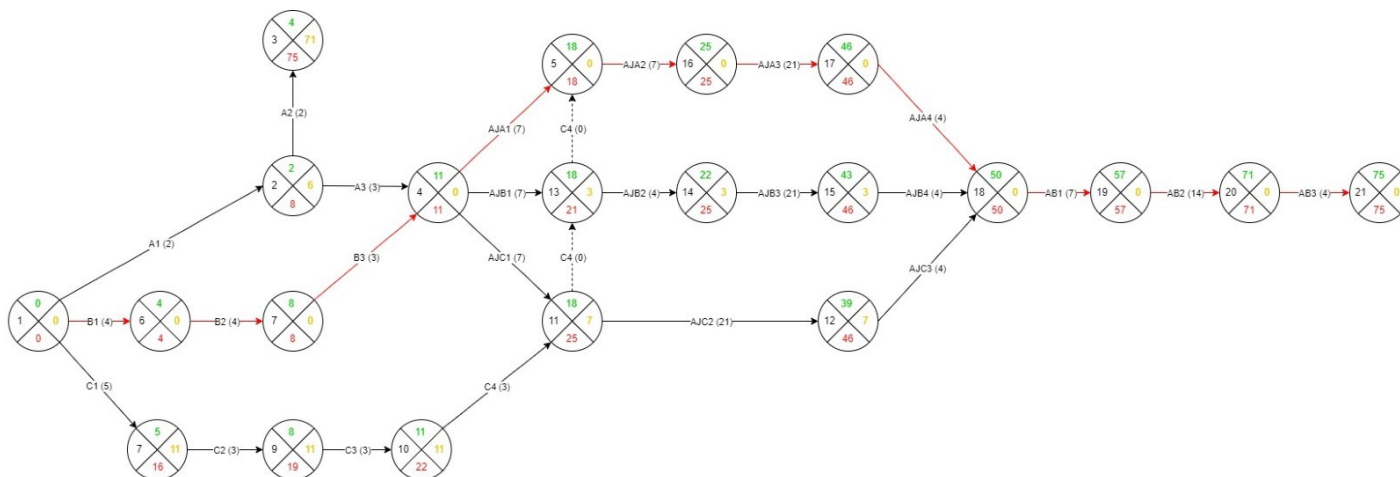 4
3 71
75
18
5 0
18
25
16 0
25
46
17 0
46
AJA2 (7)
AJA3 (21)
A2 (2)
AJA1 (7)
C4 (0)
AJA4 (4)
2
2 6
8
A3 (3)
11
4 0
11
AJB1 (7)
18
13 3
21
AJB2 (4)
22
14 3
25
AJB3 (21)
43
15 3
46
AJB4 (4)
50
18 0
50
AB1 (7)
57
19 0
57
AB2 (14)
71
20 0
71
AB3 (4)
75
21 0
75
A1 (2)
B3 (3)
AJC1 (7)
C4 (0)
AJC3 (4)
0
1 0
0
B1 (4)
4
6 0
4
B2 (4)
8
7 0
8
18
11 7
25
AJC2 (21)
39
12 7
46
C1 (5)
C4 (3)
5
7 11
16
C2 (3)
8
9 11
19
C3 (3)
11
10 11
22